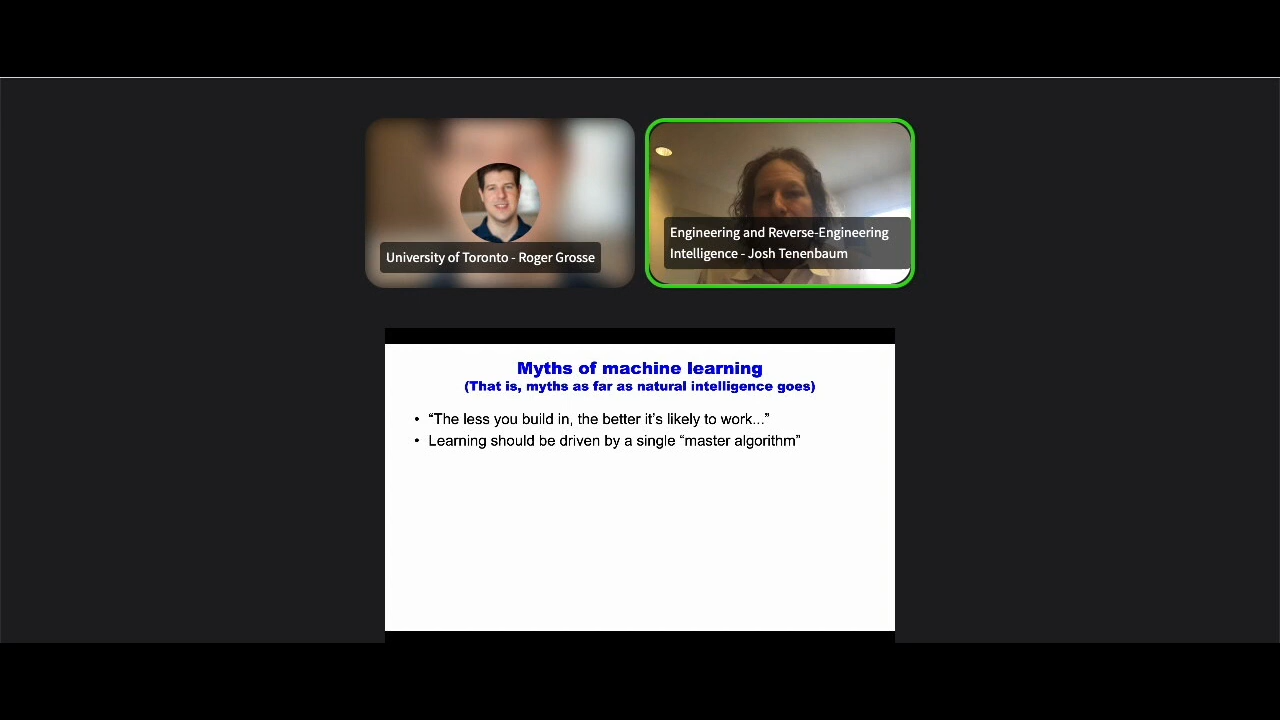 University of Toronto - Roger Grosse
Engineering and Reverse-Engineering
Intelligence - Josh Tenenbaum
Myths of machine learning
(That is, myths as far as natural intelligence goes)
• “The less you build in, the better it’s likely to work...”
• Learning should be driven by a single “master algorithm”